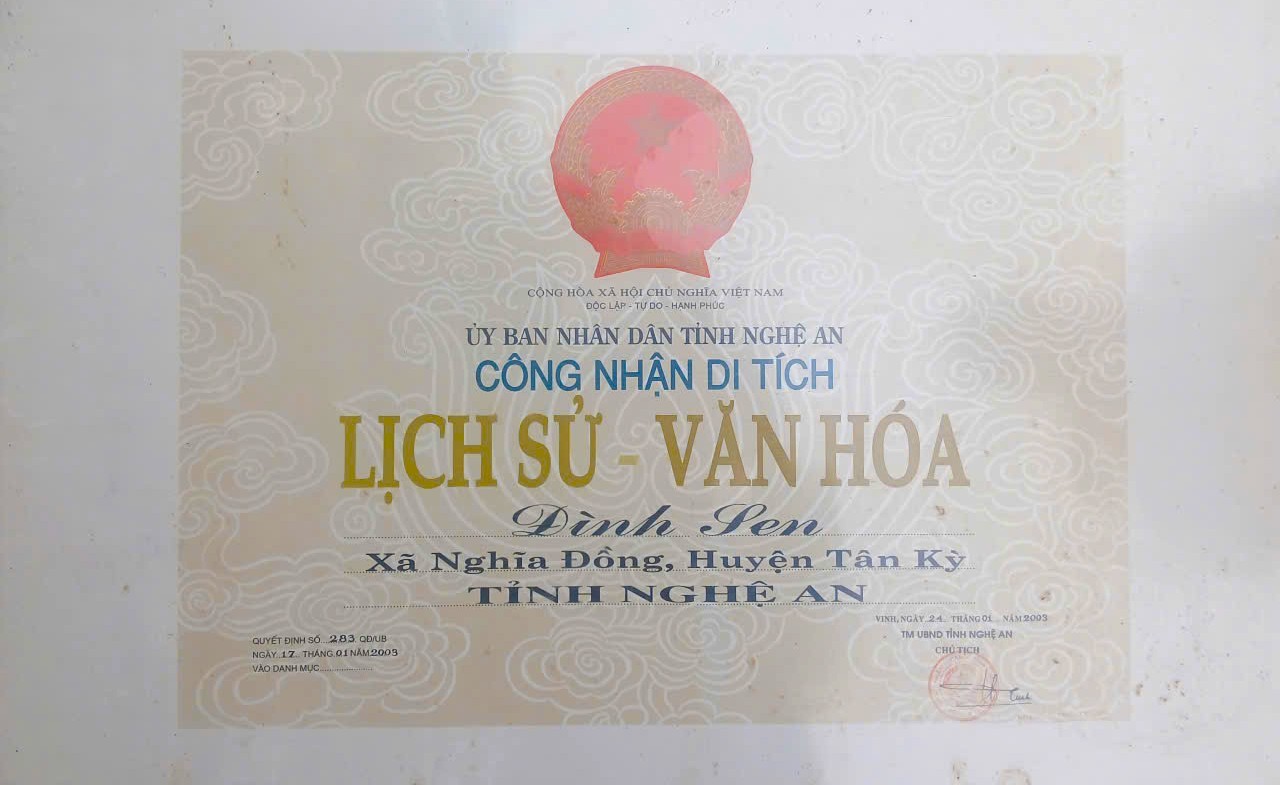 CỘNG HÒA XÃ HỘI CHỦ NGHĨA VIỆT NAM
ĐỘC LẬP - TỰ DO - HẠNH PHÚC
ỦY BAN NHÂN DÂN TỈNH NGHỆ AN
CÔNG NHẬN DI TÍCH
LỊCH SỬ - VĂN HÓA
Đình Sen
Xã Nghĩa Đồng, Huyện Tân Kỳ
TỈNH NGHỆ AN
QUYẾT ĐỊNH SỐ...283 QĐ/UB
NGÀY..17.. THÁNG 01 NĂM 2003
VÀO DANH MỤC....................
VINH, NGÀY..24... THÁNG 01... NĂM 2003
TM UBND TỈNH NGHỆ AN
CHỦ TỊCH